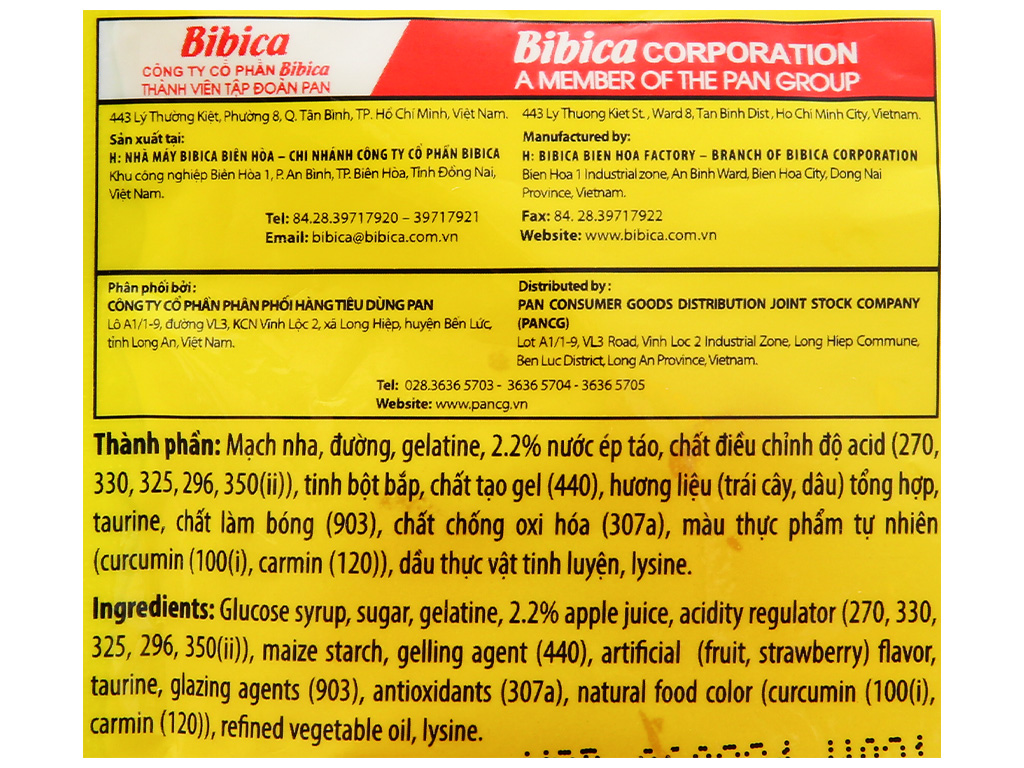 Bibica
CÔNG TY CỔ PHẦN Bibica
THÀNH VIÊN TẬP ĐOÀN PAN
Bibica CORPORATION
A MEMBER OF THE PAN GROUP
443 Lý Thường Kiệt, Phường 8, Q. Tân Bình, TP. Hồ Chí Minh, Việt Nam.
Sản xuất tại:
H: NHÀ MÁY BIBICA BIÊN HÒA – CHI NHÁNH CÔNG TY CỔ PHẦN BIBICA
Khu công nghiệp Biên Hòa 1, P. An Bình, TP. Biên Hòa, Tỉnh Đồng Nai,
Việt Nam.
443 Ly Thuong Kiet St., Ward 8, Tan Binh Dist, Ho Chi Minh City, Vietnam.
Manufactured by:
H: BIBICA BIEN HOA FACTORY – BRANCH OF BIBICA CORPORATION
Bien Hoa 1 Industrial zone, An Binh Ward, Bien Hoa City, Dong Nai
Province, Vietnam.
Tel: 84.28.39717920 – 39717921
Fax: 84. 28.39717922
Email: bibica@bibica.com.vn
Website: www.bibica.com.vn
Phân phối bởi:
CÔNG TY CỔ PHẦN PHÂN PHỐI HÀNG TIÊU DÙNG PAN
Lô A1/1-9, đường VL3, KCN Vĩnh Lộc 2, xã Long Hiệp, huyện Bến Lức,
tỉnh Long An, Việt Nam.
Distributed by:
PAN CONSUMER GOODS DISTRIBUTION JOINT STOCK COMPANY
(PANCG)
Lot A1/1-9, VL3 Road, Vinh Loc 2 Industrial Zone, Long Hiep Commune,
Ben Luc District, Long An Province, Vietnam.
Tel: 028.3636 5703 - 3636 5704 - 3636 5705
Website: www.pancg.vn
Thành phần: Mạch nha, đường, gelatine, 2.2% nước ép táo, chất điều chỉnh độ acid (270,
330, 325, 296, 350(ii)), tinh bột bắp, chất tạo gel (440), hương liệu (trái cây, dâu) tổng hợp,
taurine, chất làm bóng (903), chất chống oxi hóa (307a), màu thực phẩm tự nhiên
(curcumin (100(i), carmin (120)), dầu thực vật tinh luyện, lysine.
Ingredients: Glucose syrup, sugar, gelatine, 2.2% apple juice, acidity regulator (270, 330,
325, 296, 350(ii)), maize starch, gelling agent (440), artificial (fruit, strawberry) flavor,
taurine, glazing agents (903), antioxidants (307a), natural food color (curcumin (100(i),
carmin (120)), refined vegetable oil, lysine.